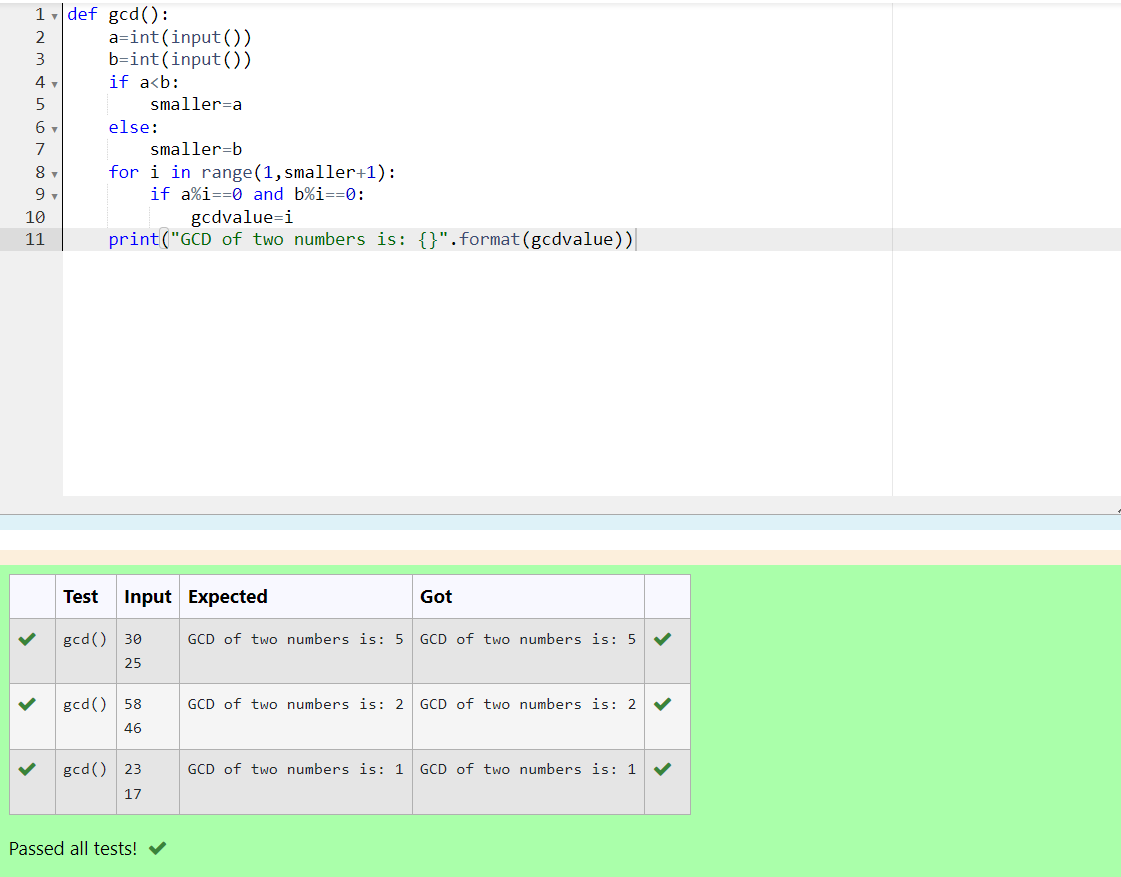 1 def gcd():
2     a=int(input())
3     b=int(input())
4     if a<b:
5         smaller=a
6     else:
7         smaller=b
8     for i in range(1,smaller+1):
9         if a%i==0 and b%i==0:
10             gcdvalue=i
11     print("GCD of two numbers is: {}".format(gcdvalue))
Test Input Expected Got
gcd() 30 GCD of two numbers is: 5 GCD of two numbers is: 5
25
gcd() 58 GCD of two numbers is: 2 GCD of two numbers is: 2
46
gcd() 23 GCD of two numbers is: 1 GCD of two numbers is: 1
17
Passed all tests!